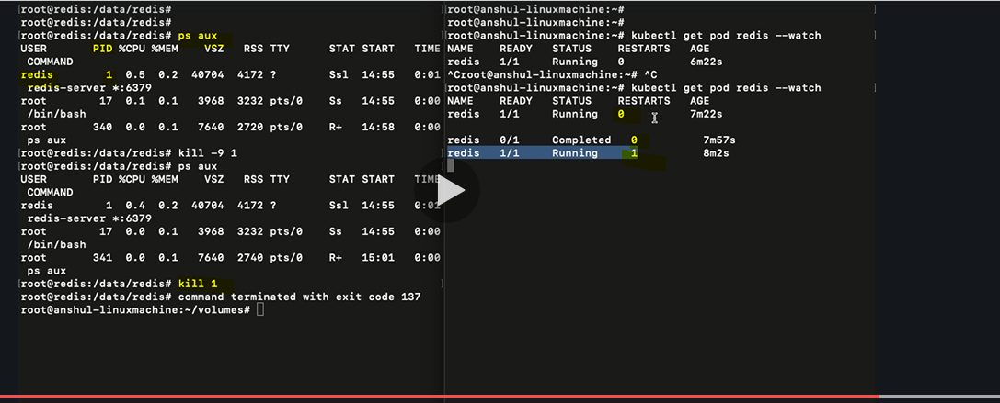 root@redis:/data/redis#
root@redis:/data/redis#
root@redis:/data/redis# ps aux
USER       PID %CPU %MEM    VSZ   RSS TTY      STAT START   TIME
 COMMAND
redis        1  0.5  0.2  40704  4172 ?        Ssl  14:55   0:01
 redis-server *:6379
root        17  0.1  0.1   3968  3232 pts/0    Ss   14:55   0:00
 /bin/bash
root       340  0.0  0.1   7640  2720 pts/0    R+   14:58   0:00
 ps aux
root@redis:/data/redis# kill -9 1
root@redis:/data/redis# ps aux
USER       PID %CPU %MEM    VSZ   RSS TTY      STAT START   TIME
 COMMAND
redis        1  0.4  0.2  40704  4172 ?        Ssl  14:55   0:01
 redis-server *:6379
root        17  0.0  0.1   3968  3232 pts/0    Ss   14:55   0:00
 /bin/bash
root       341  0.0  0.1   7640  2740 pts/0    R+   15:01   0:00
 ps aux
root@redis:/data/redis# kill 1
root@redis:/data/redis# command terminated with exit code 137
root@anshul-linuxmachine:~/volumes#
root@anshul-linuxmachine:~#
root@anshul-linuxmachine:~#
root@anshul-linuxmachine:~# kubectl get pod redis --watch
NAME    READY   STATUS    RESTARTS   AGE
redis   1/1     Running   0          6m22s
^Croot@anshul-linuxmachine:~# ^C
root@anshul-linuxmachine:~# kubectl get pod redis --watch
NAME    READY   STATUS    RESTARTS   AGE
redis   1/1     Running   0          7m22s
redis   0/1     Completed   0          7m57s
redis   1/1     Running     1          8m2s